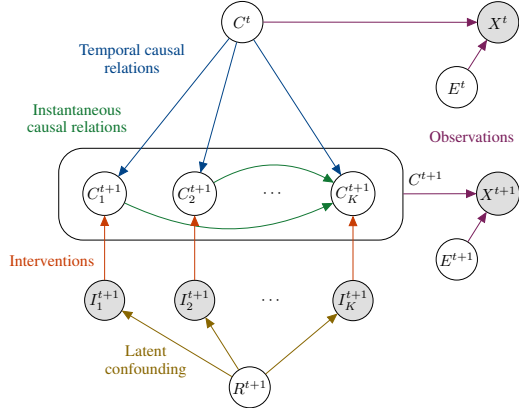 C^t
X^t
Temporal causal
relations
E^t
Instantaneous
causal relations
Observations
C_1^{t+1}
C_2^{t+1}
···
C_K^{t+1}
C^{t+1}
X^{t+1}
Interventions
E^{t+1}
I_1^{t+1}
I_2^{t+1}
···
I_K^{t+1}
Latent
confounding
R^{t+1}